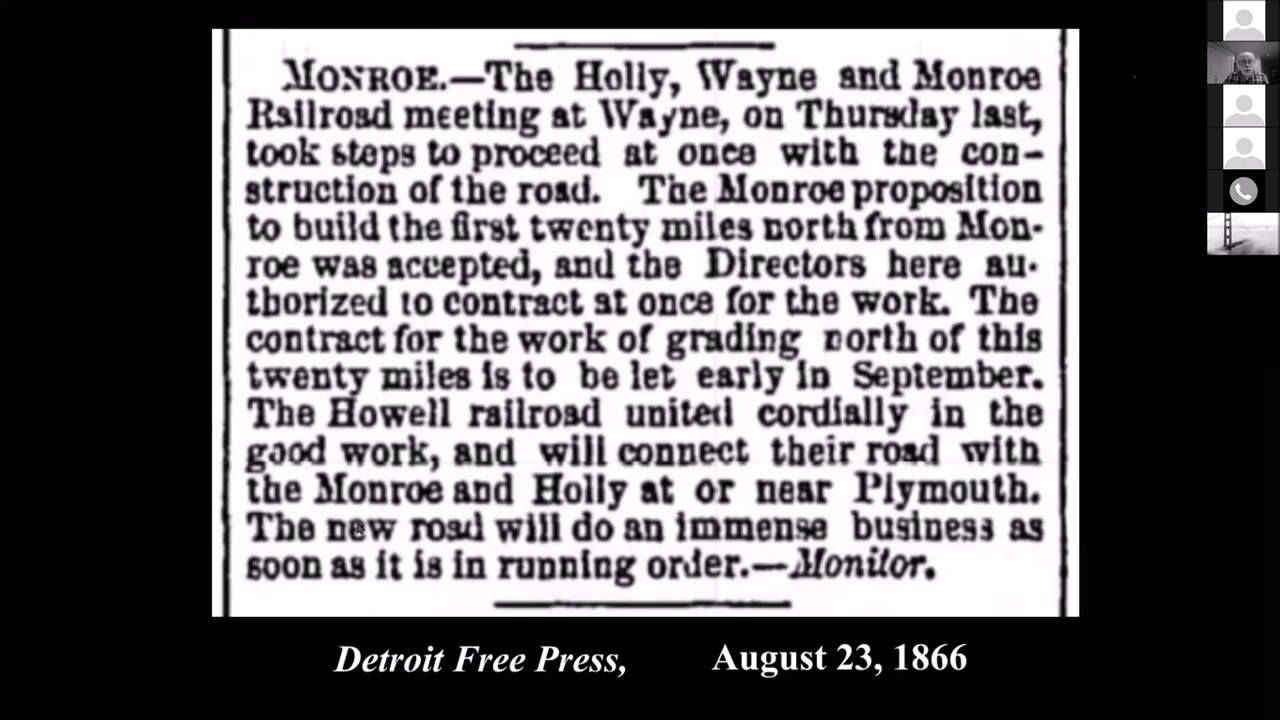 MONROE.—The Holly, Wayne and Monroe
Railroad meeting at Wayne, on Thursday last,
took steps to proceed at once with the con-
struction of the road. The Monroe proposition
to build the first twenty miles north from Mon-
roe was accepted, and the Directors here au-
thorized to contract at once for the work. The
contract for the work of grading north of this
twenty miles is to be let early in September.
The Howell railroad united cordially in the
good work, and will connect their road with
the Monroe and Holly at or near Plymouth.
The new road will do an immense business as
soon as it is in running order.—Monitor.
Detroit Free Press, August 23, 1866